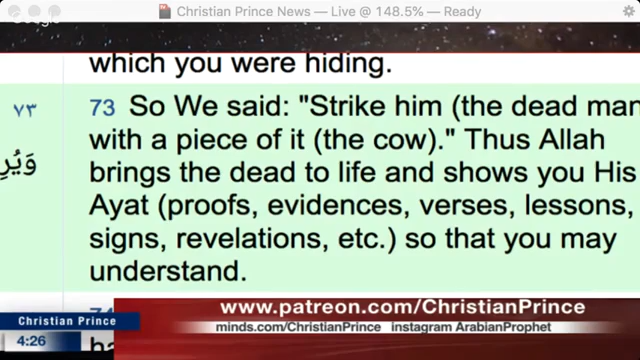 Christian Prince News — Live @ 148.5% — Ready
which you were hiding.
٧٣
73 So We said: "Strike him (the dead man
with a piece of it (the cow)." Thus Allah
brings the dead to life and shows you His
Ayat (proofs, evidences, verses, lessons,
signs, revelations, etc.) so that you may
understand.
www.patreon.com/ChristianPrince
Christian Prince
minds.com/ChristianPrince instagram ArabianProphet
4:26